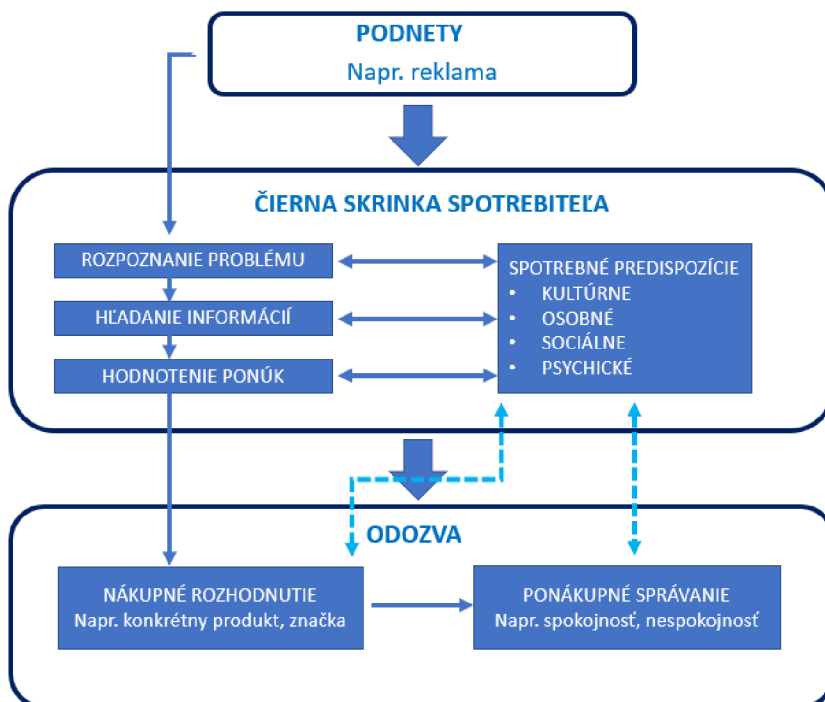 PODNETY
Napr. reklama
ČIERNA SKRINKA SPOTREBITEĽA
ROZPOZNANIE PROBLÉMU
HĽADANIE INFORMÁCIÍ
HODNOTENIE PONÚK
SPOTREBNÉ PREDISPOZÍCIE
• KULTÚRNE
• OSOBNÉ
• SOCIÁLNE
• PSYCHICKÉ
ODOZVA
NÁKUPNÉ ROZHODNUTIE
Napr. konkrétny produkt, značka
PONÁKUPNÉ SPRÁVANIE
Napr. spokojnosť, nespokojnosť